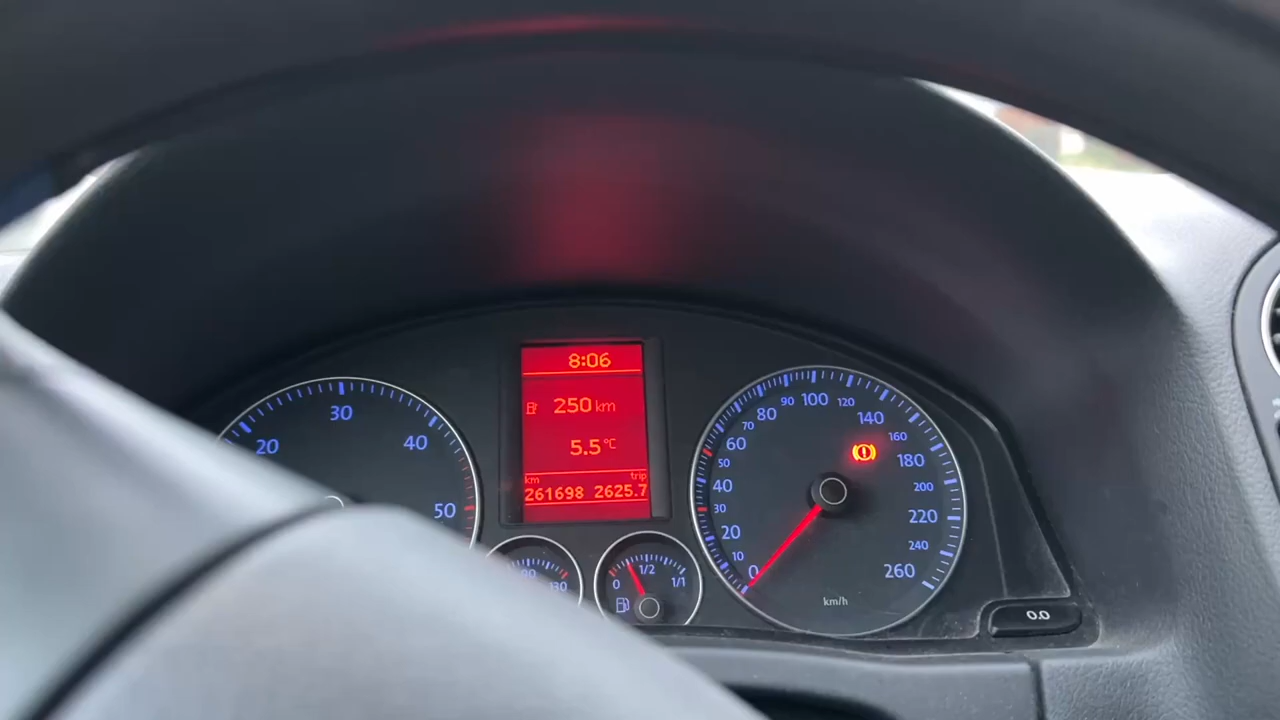 8:06
250 km
5.5 °C
km trip
261698 2625.7
20 30 40 50
90 130
0 1/2 1/1
0 10 20 30 40 50 60 70 80 90 100 120 140 160 180 200 220 240 260
km/h
0.0